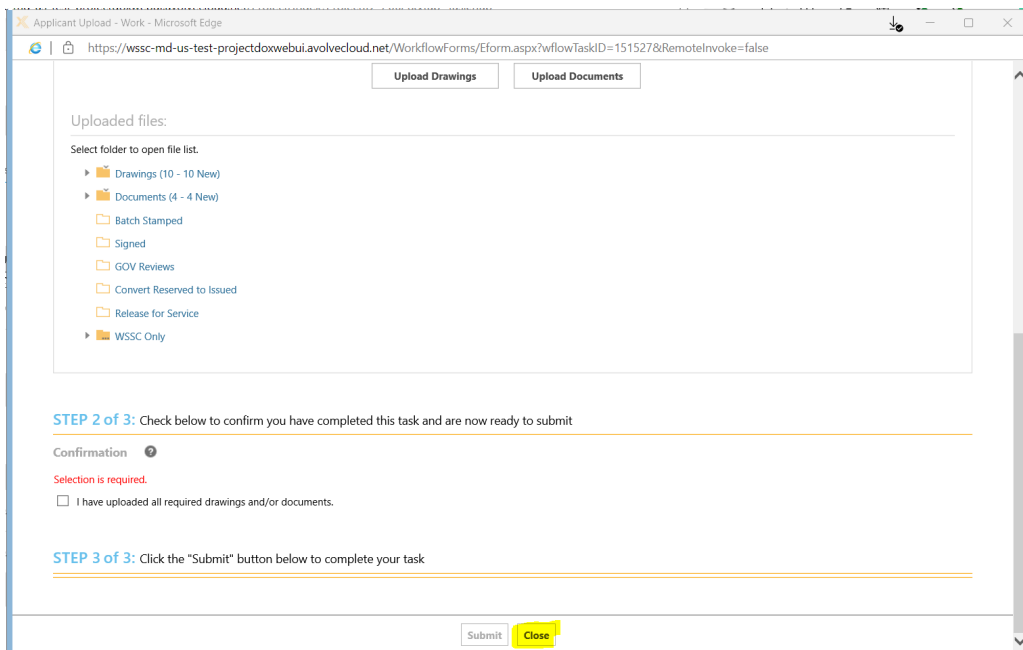 Applicant Upload - Work - Microsoft Edge
https://wssc-md-us-test-projectdoxwebui.avolvecloud.net/WorkflowForms/Eform.aspx?wflowTaskID=151527&RemoteInvoke=false
Upload Drawings Upload Documents
Uploaded files:
Select folder to open file list.
Drawings (10 - 10 New)
Documents (4 - 4 New)
Batch Stamped
Signed
GOV Reviews
Convert Reserved to Issued
Release for Service
WSSC Only
STEP 2 of 3: Check below to confirm you have completed this task and are now ready to submit
Confirmation ?
Selection is required.
I have uploaded all required drawings and/or documents.
STEP 3 of 3: Click the "Submit" button below to complete your task
Submit Close